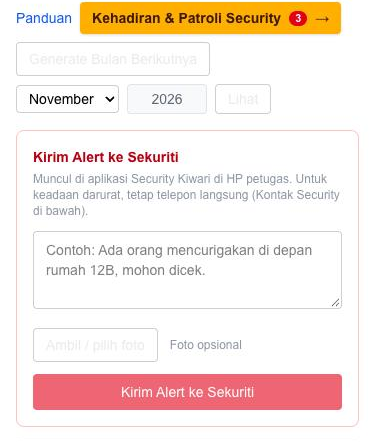 Panduan Kehadiran & Patroli Security 3 →
Generate Bulan Berikutnya
November 2026 Lihat
Kirim Alert ke Sekuriti
Muncul di aplikasi Security Kiwari di HP petugas. Untuk
keadaan darurat, tetap telepon langsung (Kontak Security
di bawah).
Contoh: Ada orang mencurigakan di depan
rumah 12B, mohon dicek.
Ambil / pilih foto Foto opsional
Kirim Alert ke Sekuriti